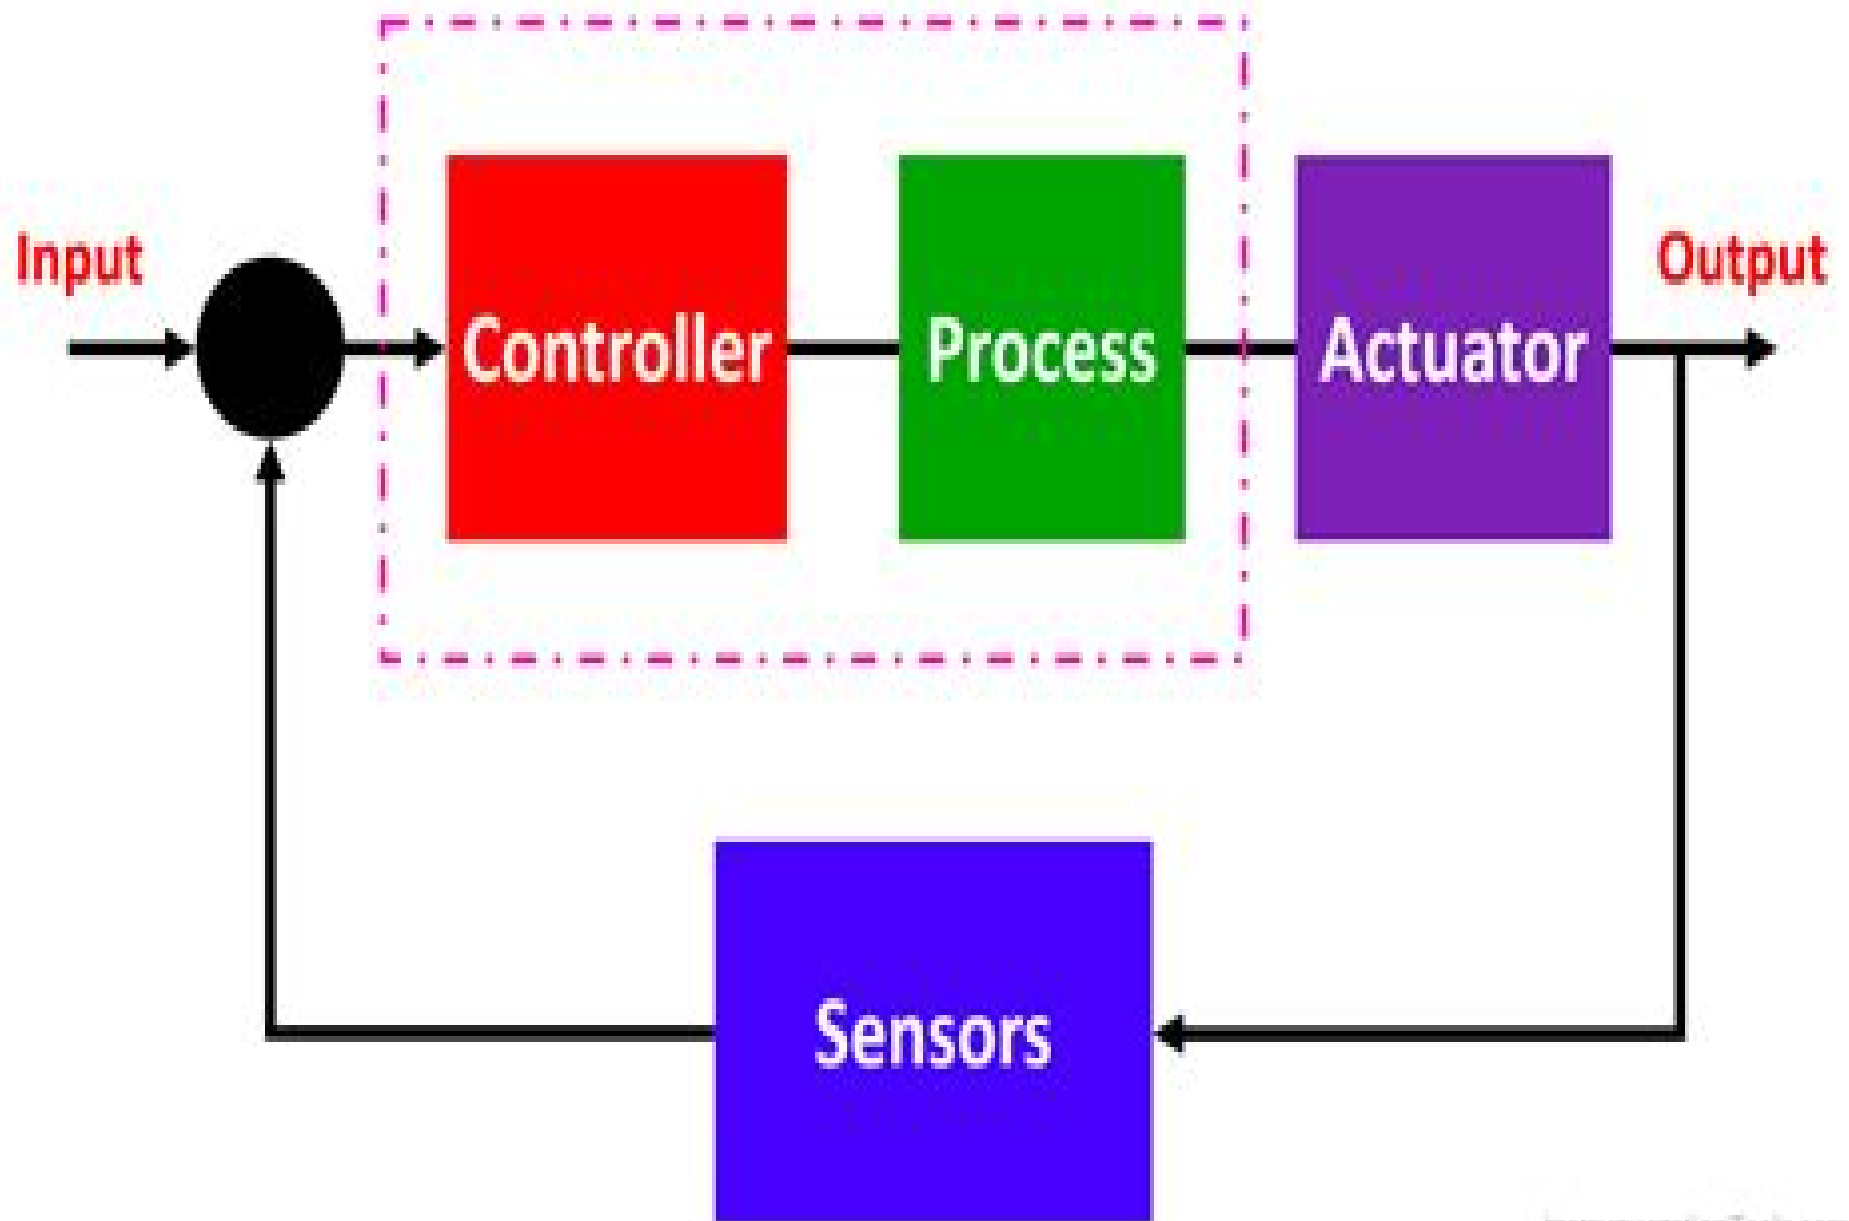 Input
Controller
Process
Actuator
Output
Sensors